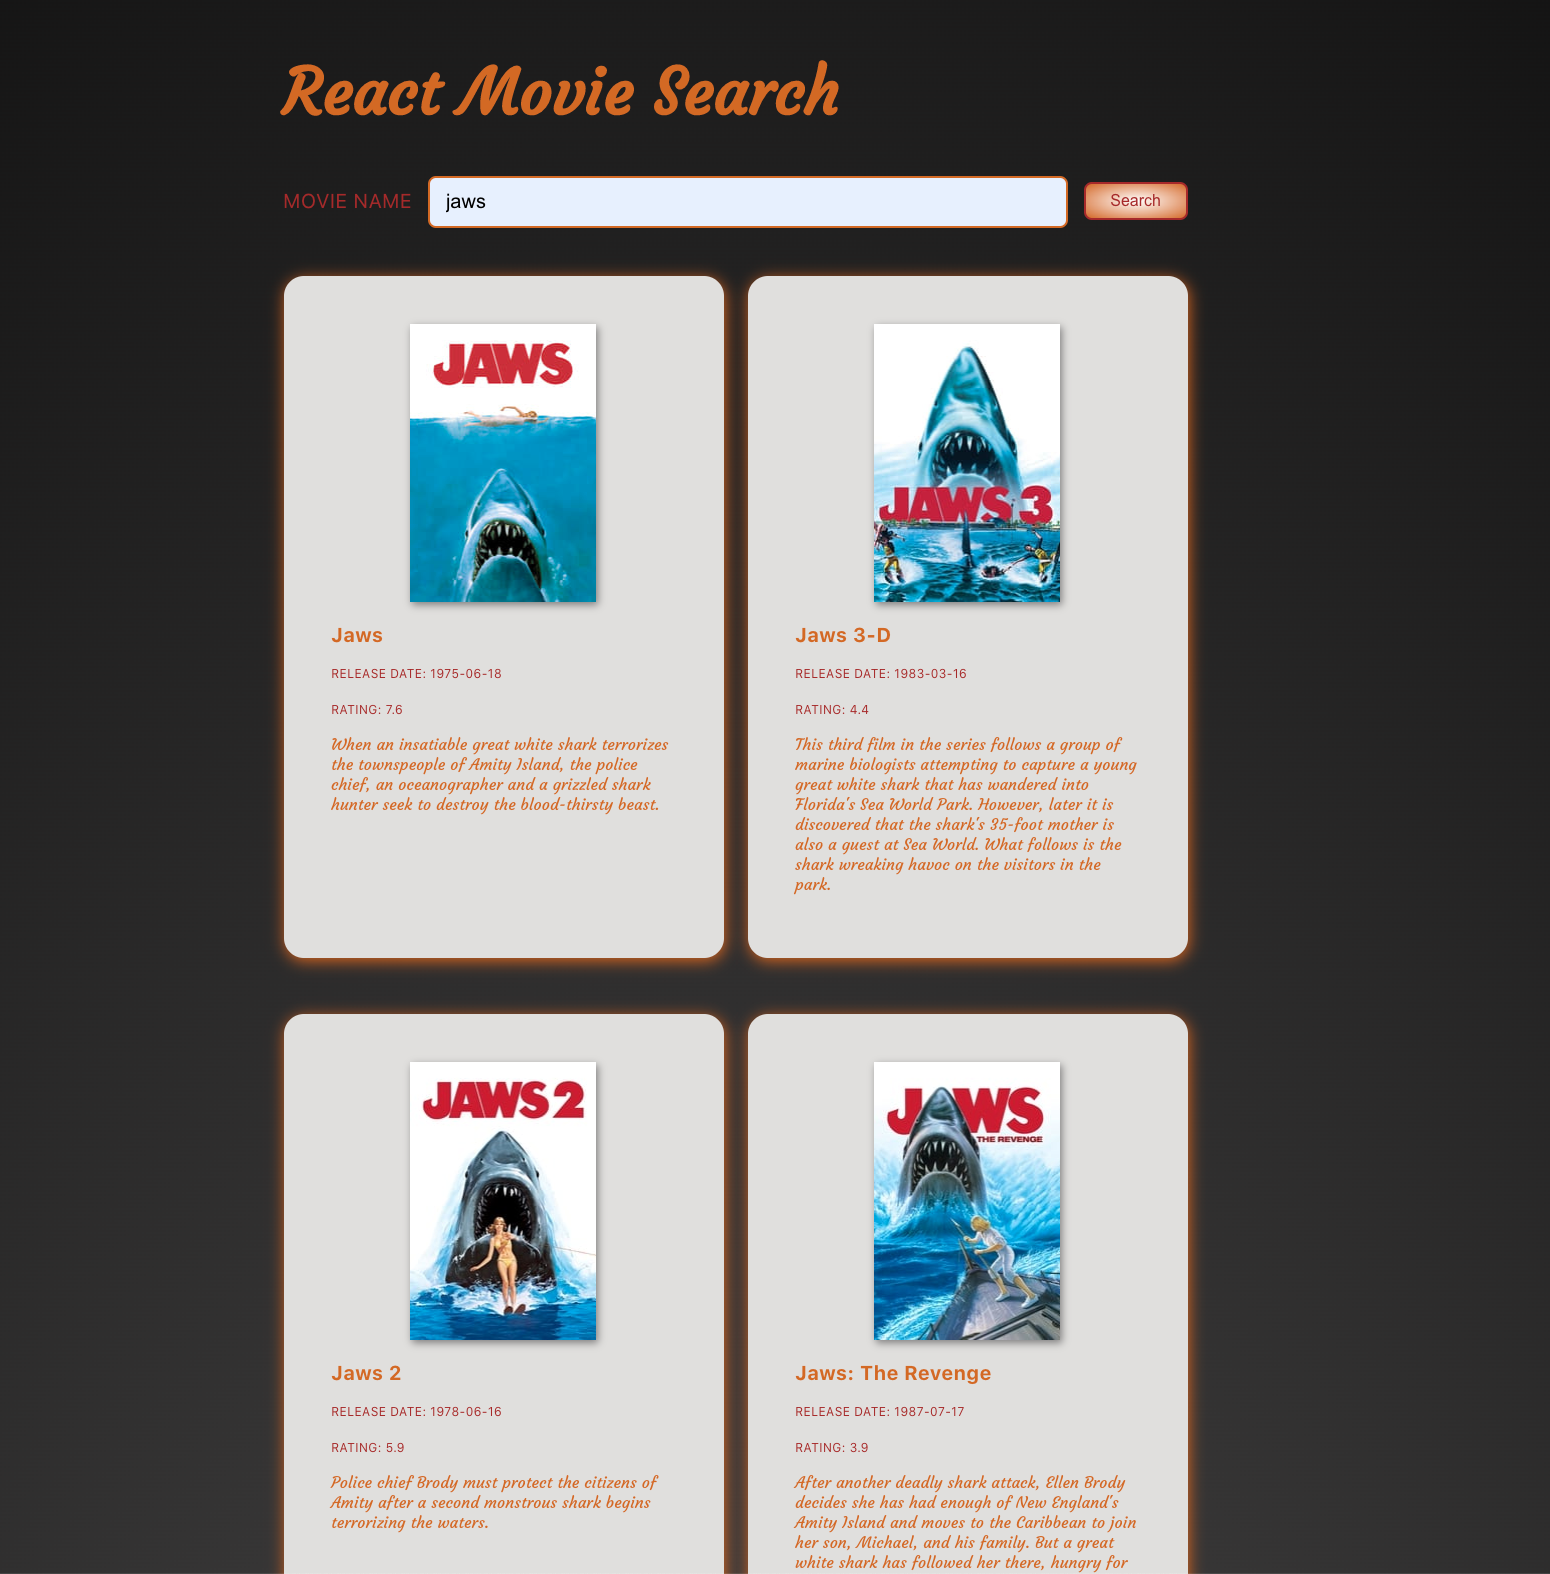 React Movie Search
MOVIE NAME
jaws
Search
JAWS
Jaws
RELEASE DATE: 1975-06-18
RATING: 7.6
When an insatiable great white shark terrorizes
the townspeople of Amity Island, the police
chief, an oceanographer and a grizzled shark
hunter seek to destroy the blood-thirsty beast.
JAWS 3
Jaws 3-D
RELEASE DATE: 1983-03-16
RATING: 4.4
This third film in the series follows a group of
marine biologists attempting to capture a young
great white shark that has wandered into
Florida's Sea World Park. However, later it is
discovered that the shark's 35-foot mother is
also a guest at Sea World. What follows is the
shark wreaking havoc on the visitors in the
park.
JAWS 2
Jaws 2
RELEASE DATE: 1978-06-16
RATING: 5.9
Police chief Brody must protect the citizens of
Amity after a second monstrous shark begins
terrorizing the waters.
JAWS
THE REVENGE
Jaws: The Revenge
RELEASE DATE: 1987-07-17
RATING: 3.9
After another deadly shark attack, Ellen Brody
decides she has had enough of New England's
Amity Island and moves to the Caribbean to join
her son, Michael, and his family. But a great
white shark has followed her there, hungry for